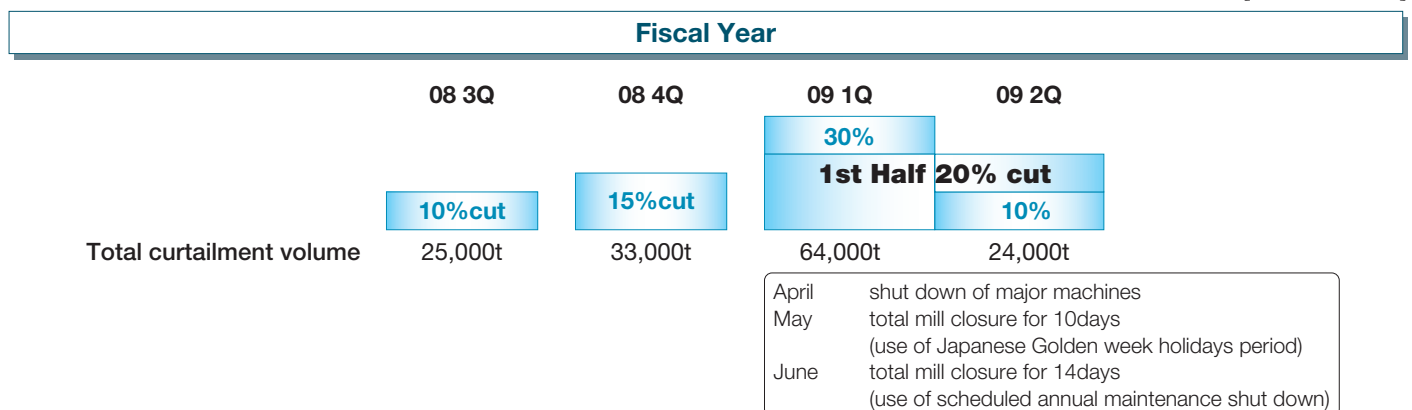 Fiscal Year
08 3Q 08 4Q 09 1Q 09 2Q
30%
1st Half 20% cut
10%cut 15%cut 10%
Total curtailment volume 25,000t 33,000t 64,000t 24,000t
April shut down of major machines
May total mill closure for 10days
(use of Japanese Golden week holidays period)
June total mill closure for 14days
(use of scheduled annual maintenance shut down)